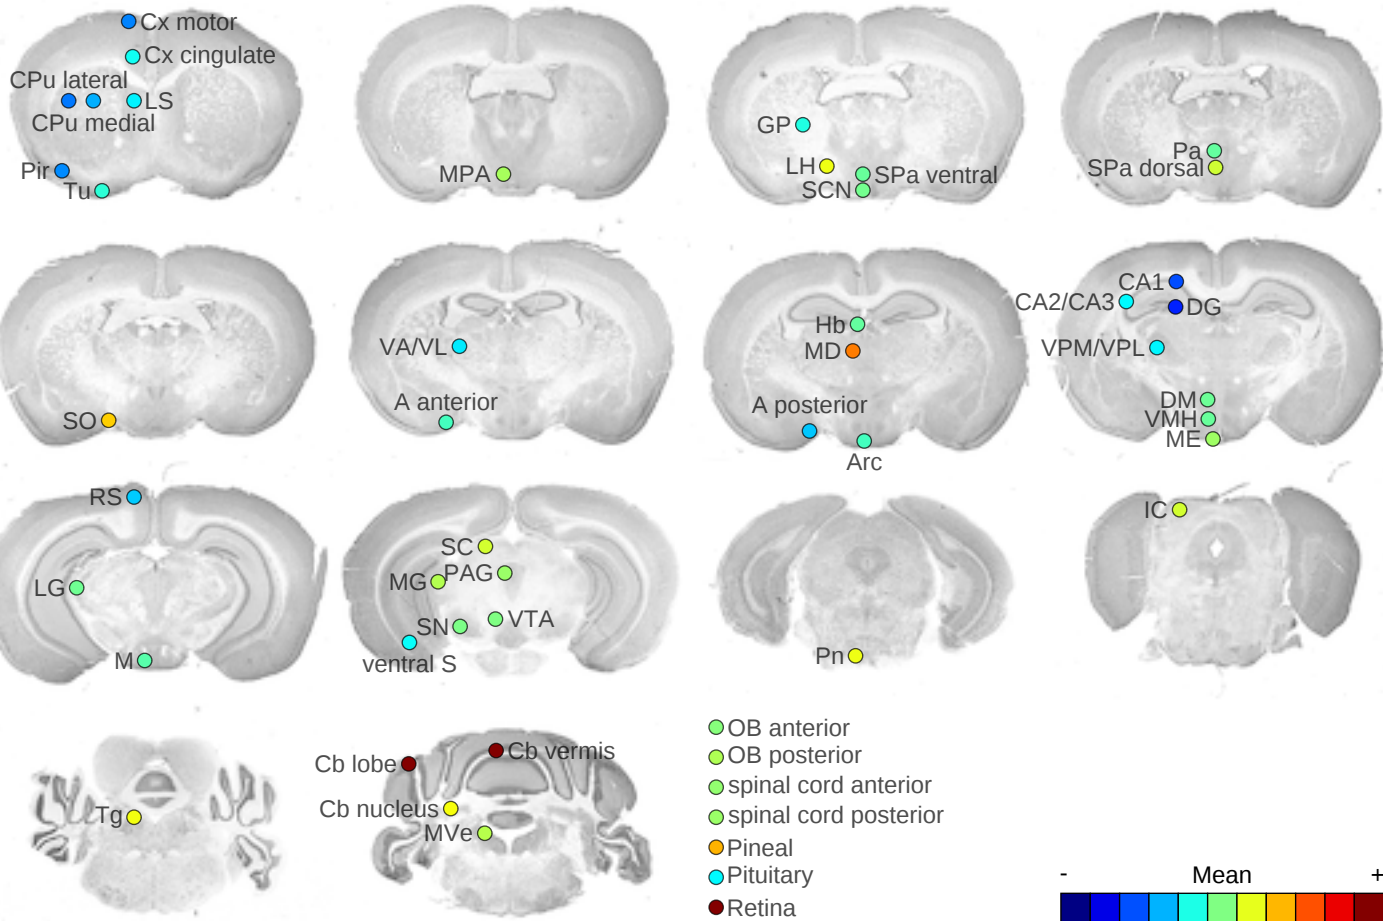 Cx motor
Cx cingulate
CPu lateral
LS
CPu medial
Pir
Tu
MPA
GP
LH
SPa ventral
SCN
Pa
SPa dorsal
SO
VA/VL
A anterior
Hb
MD
A posterior
Arc
CA1
CA2/CA3
DG
VPM/VPL
DM
VMH
ME
RS
LG
M
SC
MG
PAG
SN
VTA
ventral S
Pn
IC
Tg
Cb lobe
Cb vermis
Cb nucleus
MVe
OB anterior
OB posterior
spinal cord anterior
spinal cord posterior
Pineal
Pituitary
Retina
- Mean +